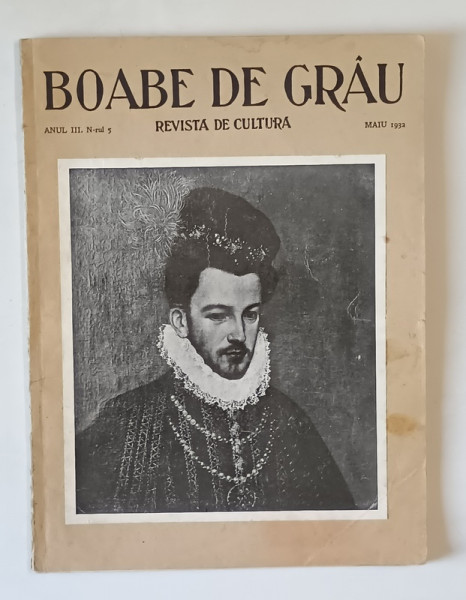 BOABE DE GRÂU
ANUL III. N-rul 5 REVISTA DE CULTURA MAIU 1932